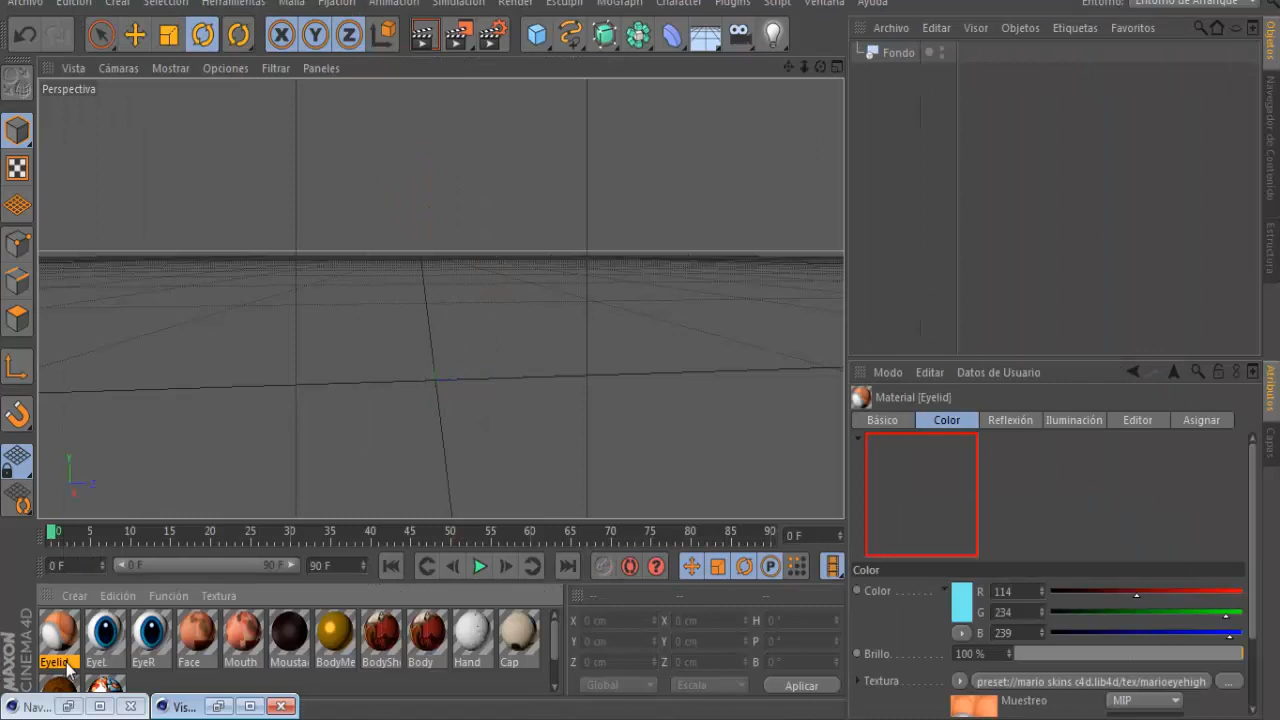 Archivo Edición Crear Selección Herramientas Malla Fijación Animación Simulación Render Esculpir MoGraph Character Plugins Script Ventana Ayuda Entorno: Entorno de Arranque
Vista Cámaras Mostrar Opciones Filtrar Paneles
Perspectiva
Y
Z
X
Archivo Editar Visor Objetos Etiquetas Favoritos
Fondo
Objetos
Navegador de Contenido
Estructura
Modo Editar Datos de Usuario
Material [Eyelid]
Básico Color Reflexión Iluminación Editor Asignar
Atributos
Capas
Color
Color R 114
G 234
B 239
Brillo. 100 %
Textura preset://mario skins c4d.lib4d/tex/marioeyehigh ...
Muestreo MIP
0 5 10 15 20 25 30 35 40 45 50 55 60 65 70 75 80 85 90 0 F
0 F 0 F 90 F 90 F
Crear Edición Función Textura
Eyelid EyeL EyeR Face Mouth Mousta BodyMe BodySh Body Hand Cap
-- -- --
X 0 cm X 0 cm H 0 °
Y 0 cm Y 0 cm P 0 °
Z 0 cm Z 0 cm B 0 °
Global Escala Aplicar
MAXON CINEMA4D
Nav... Vis...